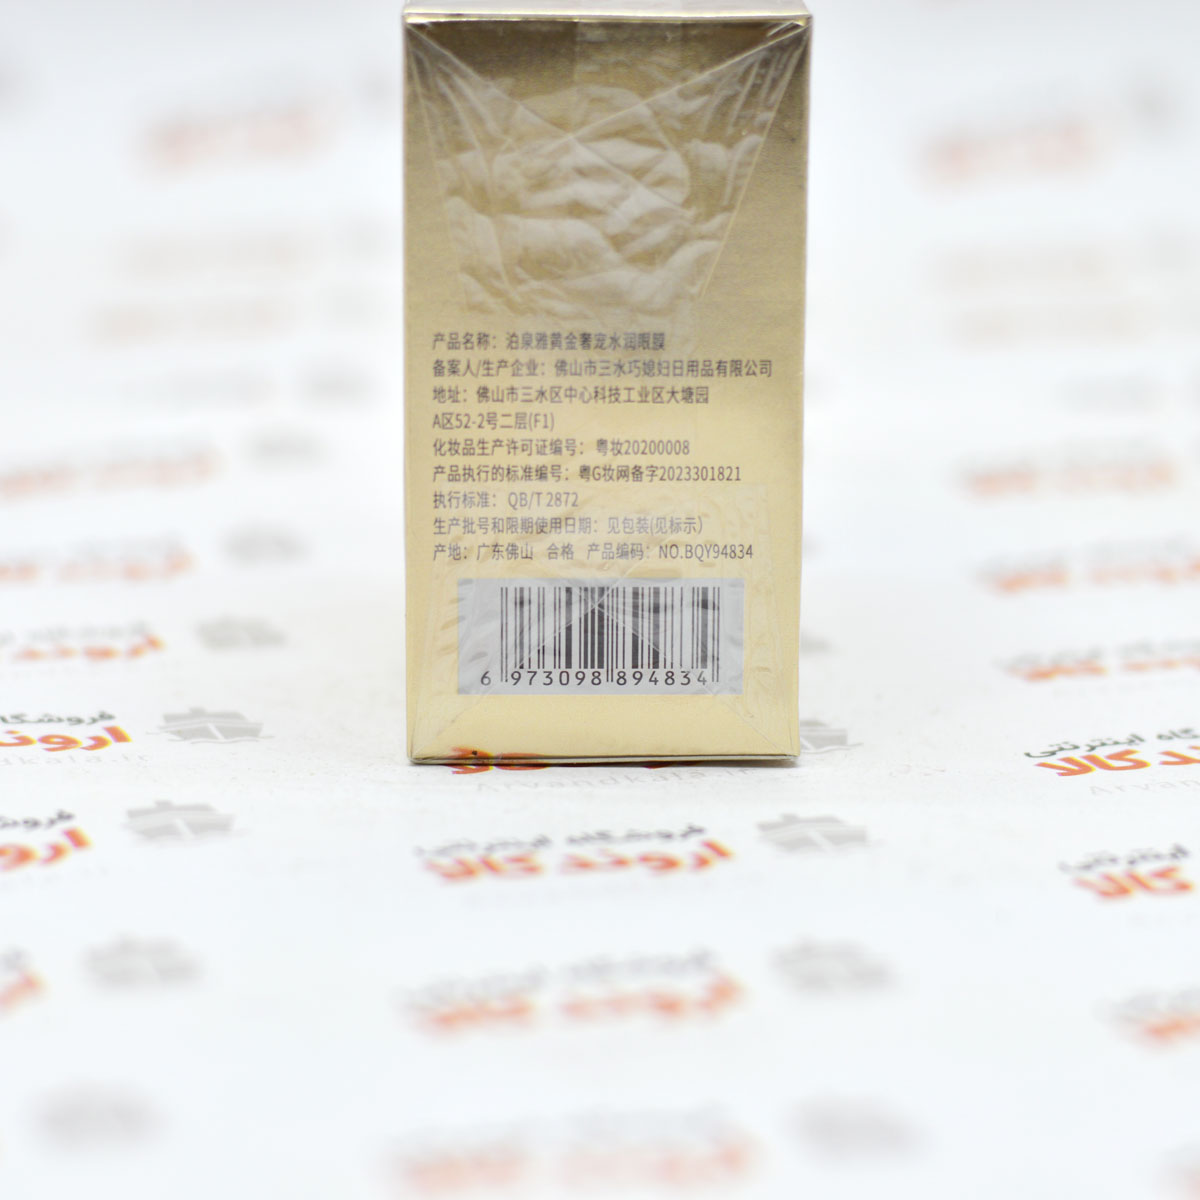 产品名称：泊泉雅黄金奢宠水润眼膜
备案人/生产企业：佛山市三水巧媳妇日用品有限公司
地址：佛山市三水区中心科技工业区大塘园
A区52-2号二层(F1)
化妆品生产许可证编号：粤妆20200008
产品执行的标准编号：粤G妆网备字2023301821
执行标准：QB/T 2872
生产批号和限期使用日期：见包装(见标示)
产地：广东佛山 合格 产品编码：NO.BQY94834
6 973098 894834
فروشگاه اینترنتی
اروند کالا
Arvandkala.ir